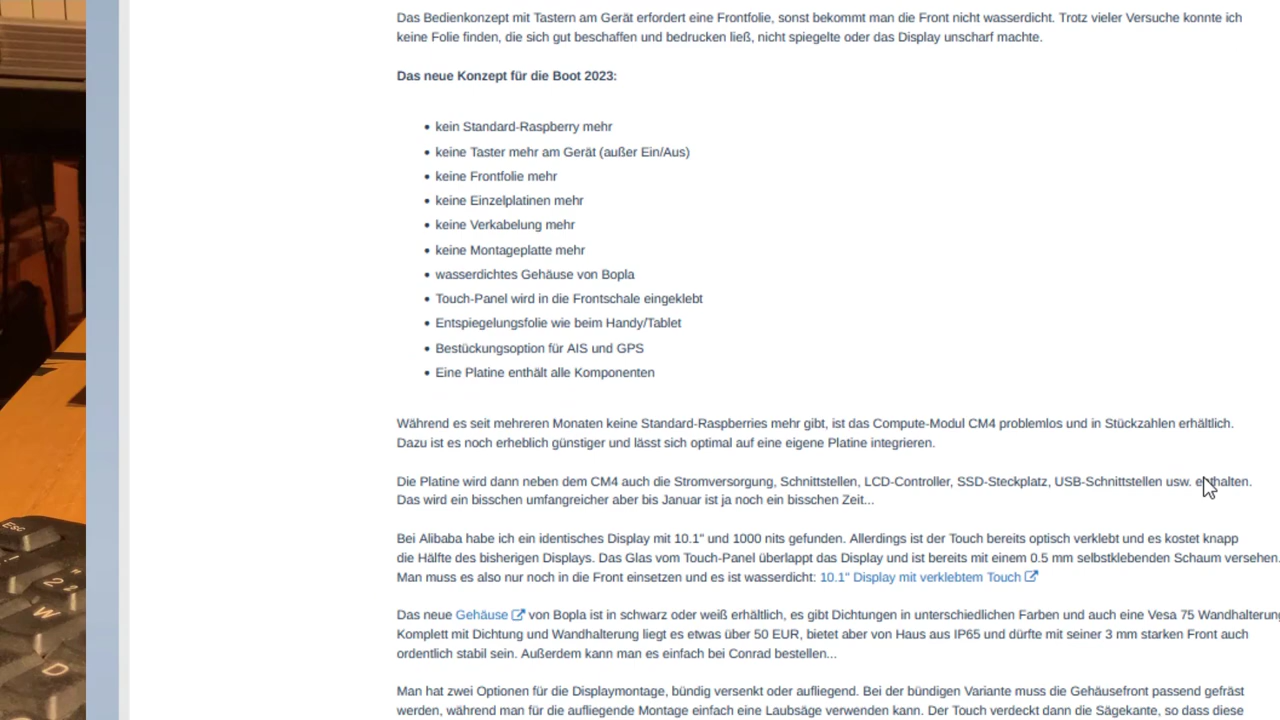 Das Bedienkonzept mit Tastern am Gerät erfordert eine Frontfolie, sonst bekommt man die Front nicht wasserdicht. Trotz vieler Versuche konnte ich
keine Folie finden, die sich gut beschaffen und bedrucken ließ, nicht spiegelte oder das Display unscharf machte.
Das neue Konzept für die Boot 2023:
• kein Standard-Raspberry mehr
• keine Taster mehr am Gerät (außer Ein/Aus)
• keine Frontfolie mehr
• keine Einzelplatinen mehr
• keine Verkabelung mehr
• keine Montageplatte mehr
• wasserdichtes Gehäuse von Bopla
• Touch-Panel wird in die Frontschale eingeklebt
• Entspiegelungsfolie wie beim Handy/Tablet
• Bestückungsoption für AIS und GPS
• Eine Platine enthält alle Komponenten
Während es seit mehreren Monaten keine Standard-Raspberries mehr gibt, ist das Compute-Modul CM4 problemlos und in Stückzahlen erhältlich.
Dazu ist es noch erheblich günstiger und lässt sich optimal auf eine eigene Platine integrieren.
Die Platine wird dann neben dem CM4 auch die Stromversorgung, Schnittstellen, LCD-Controller, SSD-Steckplatz, USB-Schnittstellen usw. enthalten.
Das wird ein bisschen umfangreicher aber bis Januar ist ja noch ein bisschen Zeit...
Bei Alibaba habe ich ein identisches Display mit 10.1" und 1000 nits gefunden. Allerdings ist der Touch bereits optisch verklebt und es kostet knapp
die Hälfte des bisherigen Displays. Das Glas vom Touch-Panel überlappt das Display und ist bereits mit einem 0.5 mm selbstklebenden Schaum versehen.
Man muss es also nur noch in die Front einsetzen und es ist wasserdicht: 10.1" Display mit verklebtem Touch
Das neue Gehäuse von Bopla ist in schwarz oder weiß erhältlich, es gibt Dichtungen in unterschiedlichen Farben und auch eine Vesa 75 Wandhalterung
Komplett mit Dichtung und Wandhalterung liegt es etwas über 50 EUR, bietet aber von Haus aus IP65 und dürfte mit seiner 3 mm starken Front auch
ordentlich stabil sein. Außerdem kann man es einfach bei Conrad bestellen...
Man hat zwei Optionen für die Displaymontage, bündig versenkt oder aufliegend. Bei der bündigen Variante muss die Gehäusefront passend gefräst
werden, während man für die aufliegende Montage einfach eine Laubsäge verwenden kann. Der Touch verdeckt dann die Sägekante, so dass diese
Esc
2
W
D